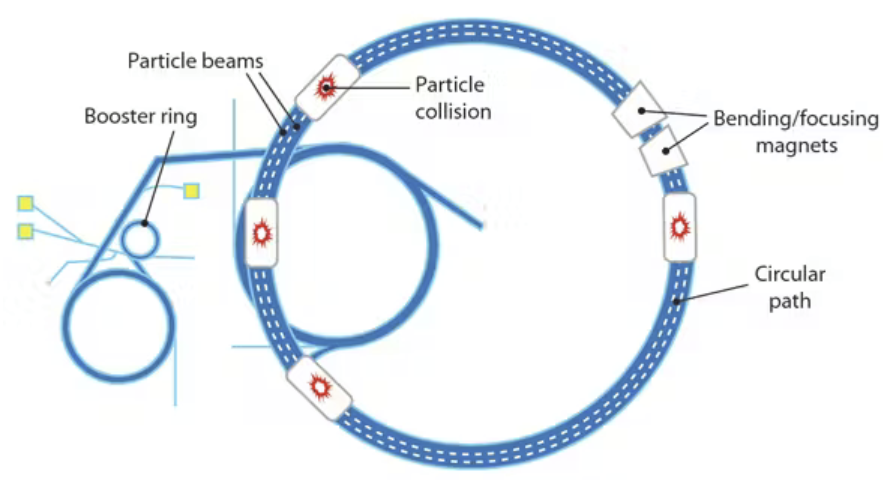 Particle beams
Particle
collision
Booster ring
Bending/focusing
magnets
Circular
path